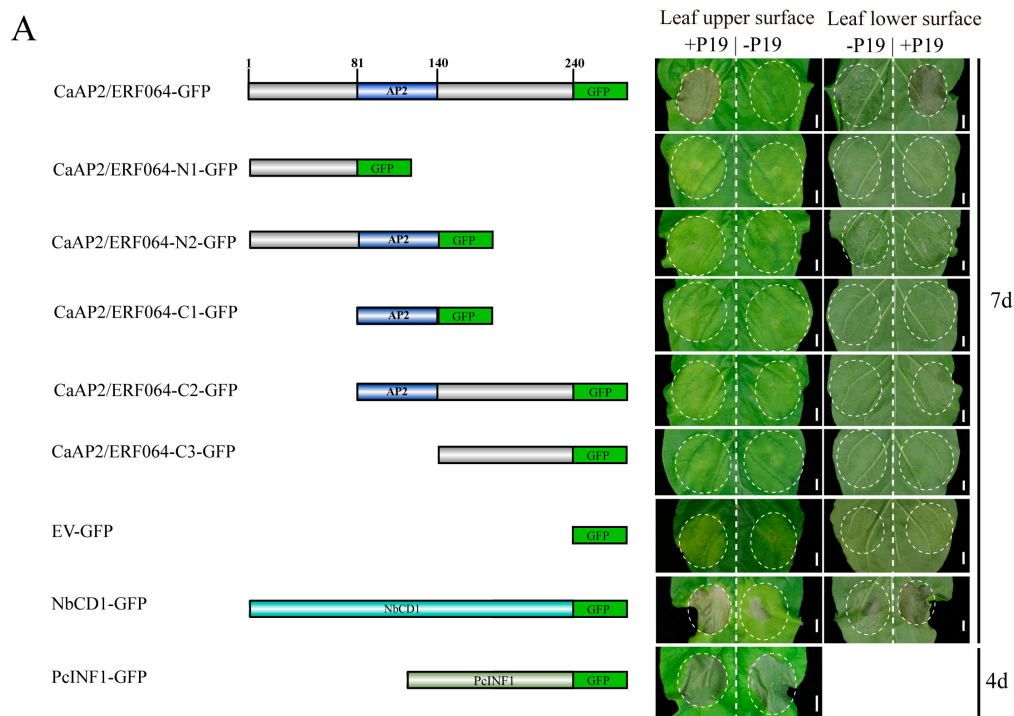 A
Leaf upper surface Leaf lower surface
+P19 | -P19 -P19 | +P19
1 81 140 240
CaAP2/ERF064-GFP AP2 GFP
CaAP2/ERF064-N1-GFP GFP
CaAP2/ERF064-N2-GFP AP2 GFP
7d
CaAP2/ERF064-C1-GFP AP2 GFP
CaAP2/ERF064-C2-GFP AP2 GFP
CaAP2/ERF064-C3-GFP GFP
EV-GFP GFP
NbCD1-GFP NbCD1 GFP
PcINF1-GFP PcINF1 GFP
4d